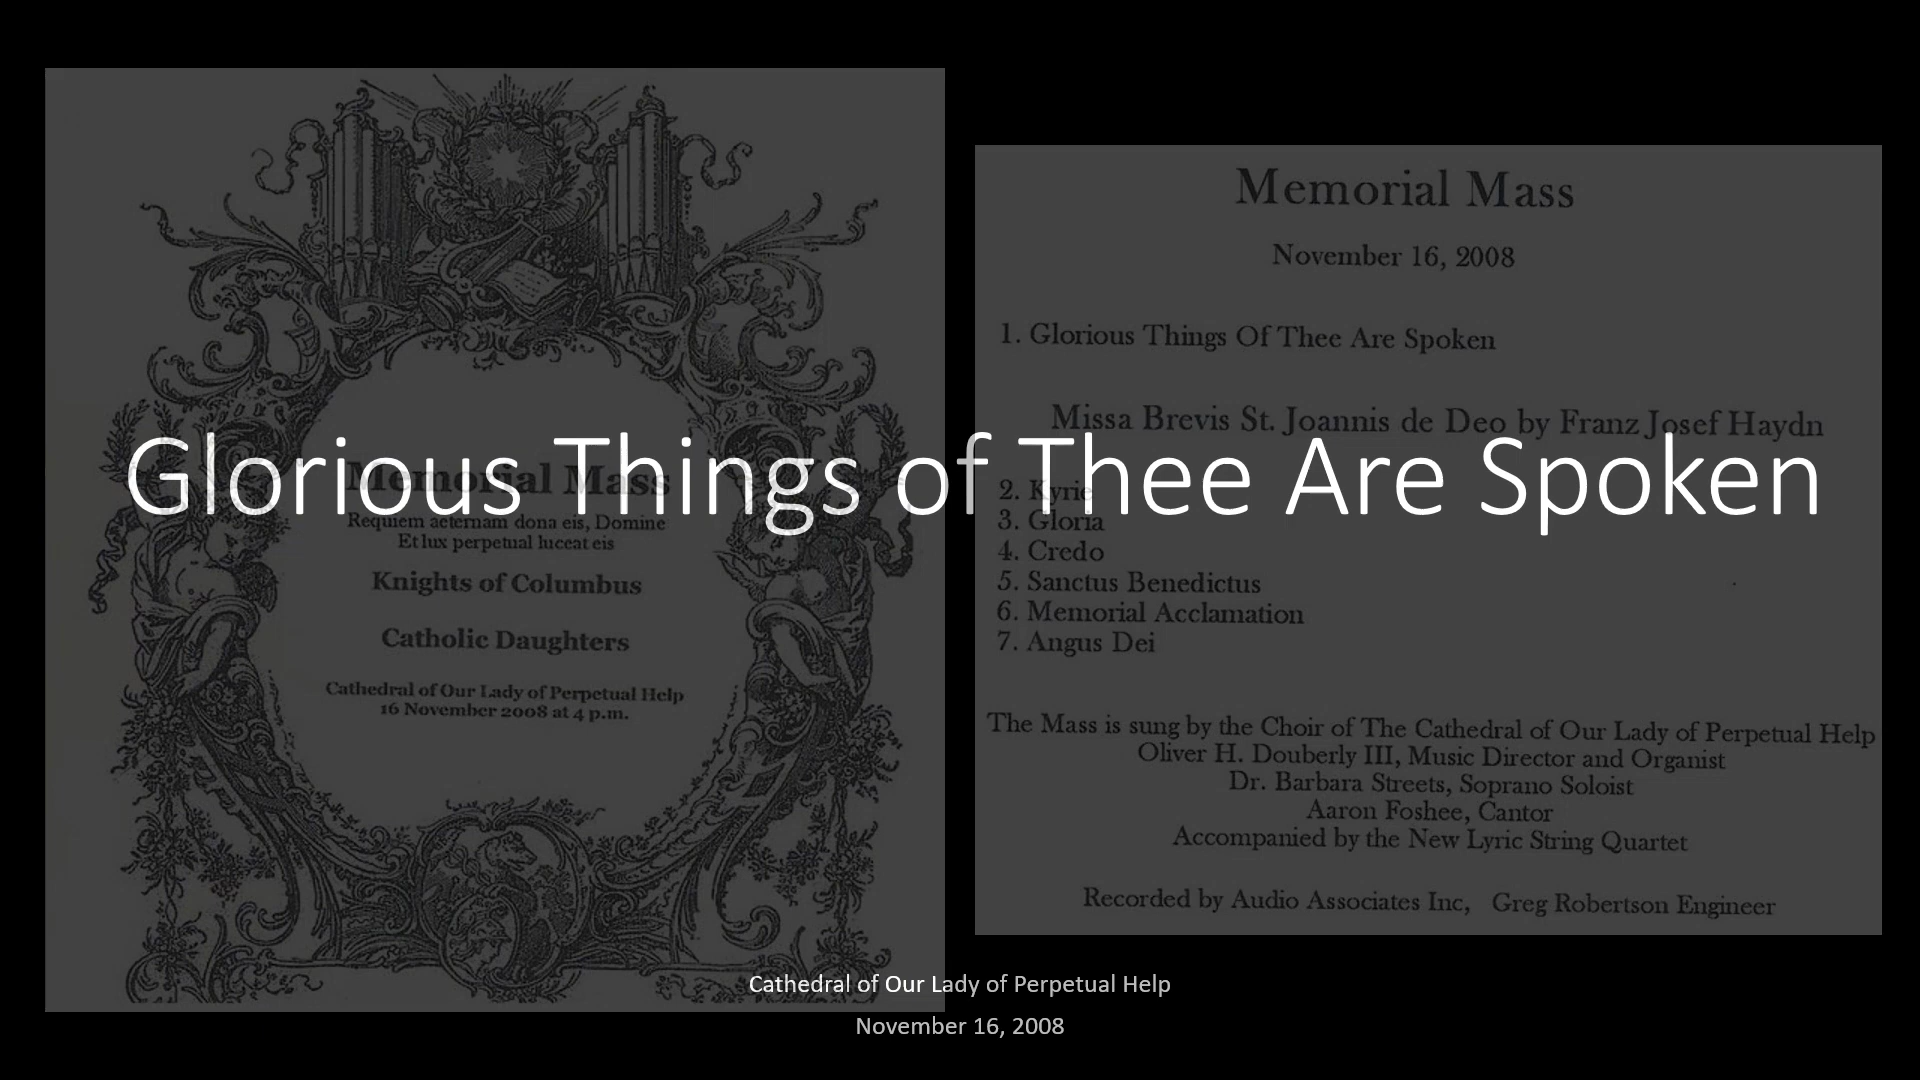 Glorious Things of Thee Are Spoken
Memorial Mass
Requiem aeternam dona eis, Domine
Et lux perpetual luceat eis
Knights of Columbus
Catholic Daughters
Cathedral of Our Lady of Perpetual Help
16 November 2008 at 4 p.m.
Memorial Mass
November 16, 2008
1. Glorious Things Of Thee Are Spoken
Missa Brevis St. Joannis de Deo by Franz Josef Haydn
2. Kyrie
3. Gloria
4. Credo
5. Sanctus Benedictus
6. Memorial Acclamation
7. Angus Dei
The Mass is sung by the Choir of The Cathedral of Our Lady of Perpetual Help
Oliver H. Douberly III, Music Director and Organist
Dr. Barbara Streets, Soprano Soloist
Aaron Foshee, Cantor
Accompanied by the New Lyric String Quartet
Recorded by Audio Associates Inc, Greg Robertson Engineer
Cathedral of Our Lady of Perpetual Help
November 16, 2008